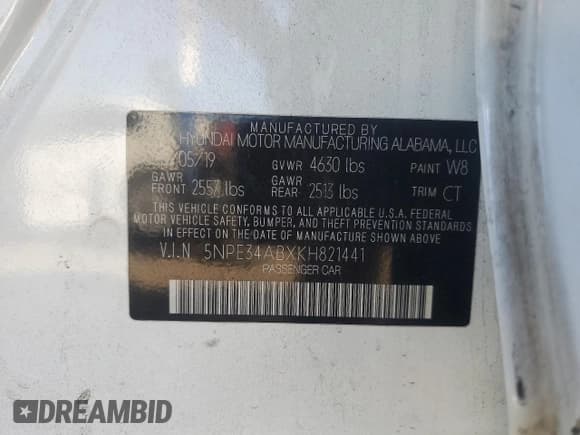 MANUFACTURED BY
HYUNDAI MOTOR MANUFACTURING ALABAMA, LLC
05/19 GVWR 4630 lbs PAINT W8
GAWR FRONT 2557 lbs GAWR REAR 2513 lbs TRIM CT
THIS VEHICLE CONFORMS TO ALL APPLICABLE U.S.A. FEDERAL
MOTOR VEHICLE SAFETY, BUMPER, AND THEFT PREVENTION
STANDARDS IN EFFECT ON THE DATE OF MANUFACTURE
SHOWN ABOVE.
V.I.N 5NPE34ABXKH821441
PASSENGER CAR
DREAMBID